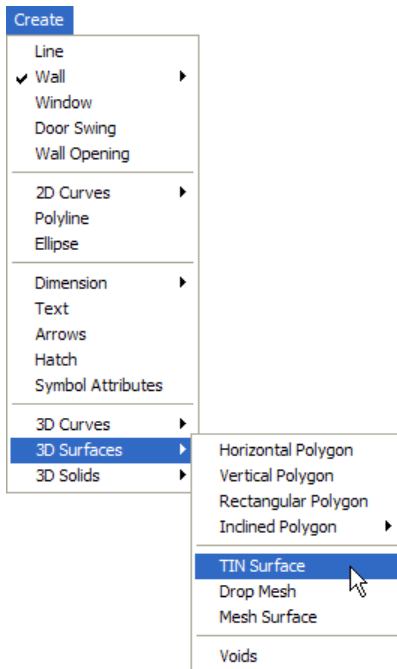 Create
Line
Wall
Window
Door Swing
Wall Opening
2D Curves
Polyline
Ellipse
Dimension
Text
Arrows
Hatch
Symbol Attributes
3D Curves
3D Surfaces
3D Solids
Horizontal Polygon
Vertical Polygon
Rectangular Polygon
Inclined Polygon
TIN Surface
Drop Mesh
Mesh Surface
Voids